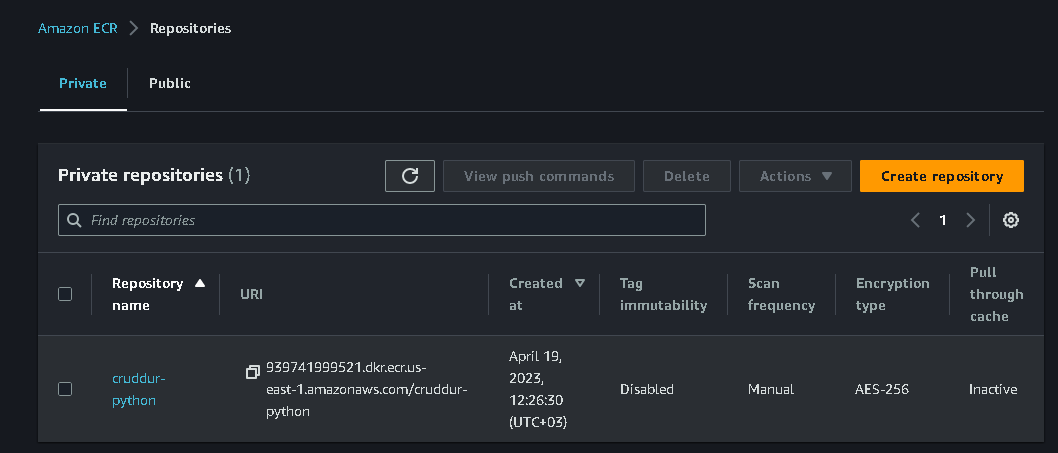 Amazon ECR > Repositories
Private
Public
Private repositories (1)
View push commands
Delete
Actions
Create repository
Find repositories
1
Repository name
URI
Created at
Tag immutability
Scan frequency
Encryption type
Pull through cache
cruddur-
python
939741999521.dkr.ecr.us-
east-1.amazonaws.com/cruddur-
python
April 19,
2023,
12:26:30
(UTC+03)
Disabled
Manual
AES-256
Inactive